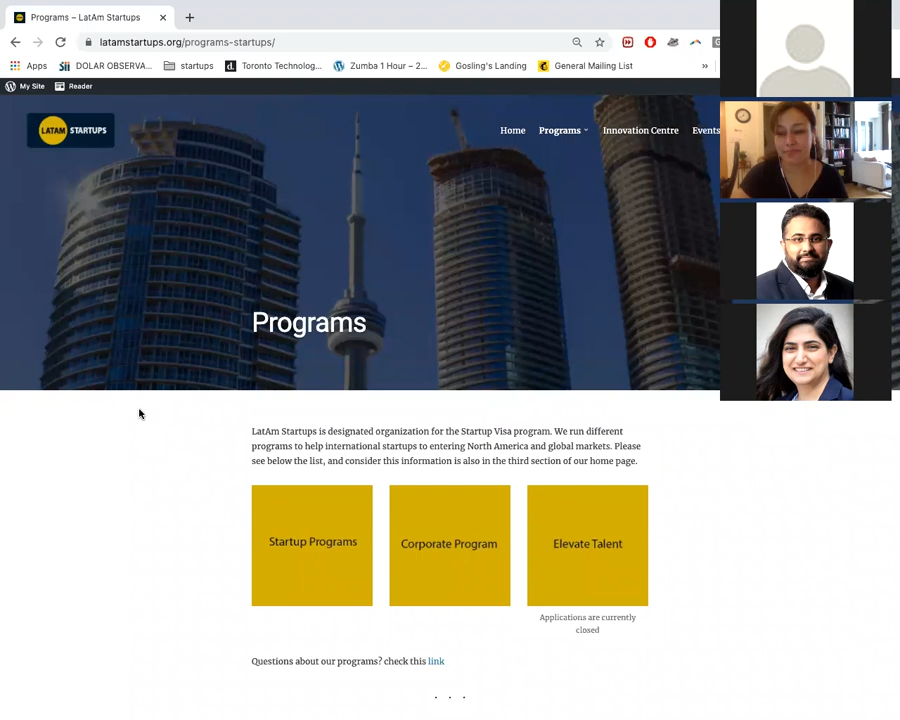 Programs – LatAm Startups
latamstartups.org/programs-startups/
Apps DOLAR OBSERVA... startups Toronto Technolog... Zumba 1 Hour – 2... Gosling's Landing General Mailing List »
My Site Reader
LATAM STARTUPS
Home Programs Innovation Centre Events
Programs
LatAm Startups is designated organization for the Startup Visa program. We run different
programs to help international startups to entering North America and global markets. Please
see below the list, and consider this information is also in the third section of our home page.
Startup Programs Corporate Program Elevate Talent
Applications are currently
closed
Questions about our programs? check this link
. . .